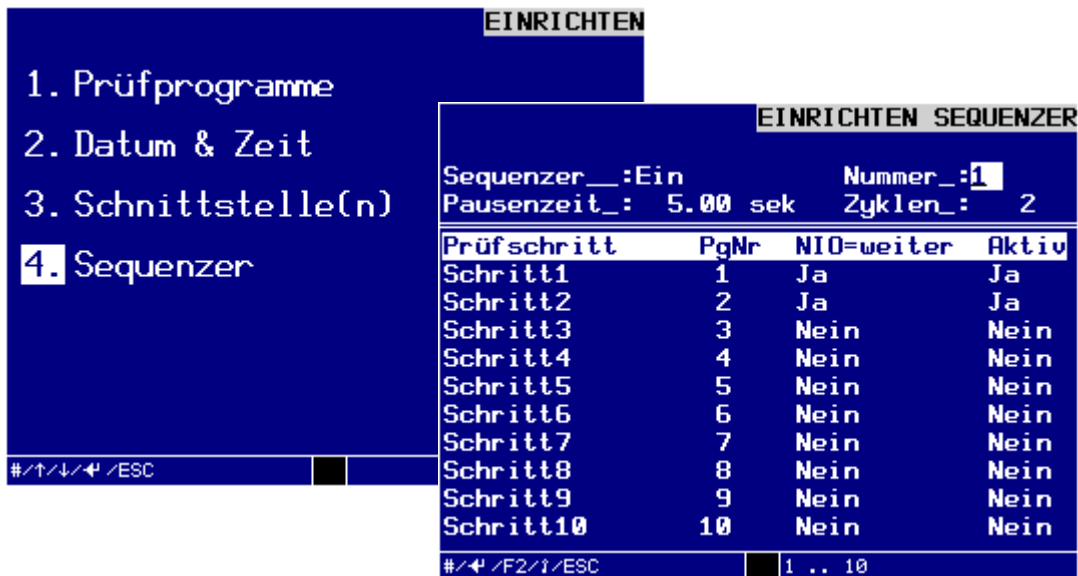 EINRICHTEN
1. Prüfprogramme
2. Datum & Zeit
3. Schnittstelle(n)
4. Sequenzer
#/↑/↓/↵ /ESC
EINRICHTEN SEQUENZER
Sequenzer__:Ein Nummer_:1
Pausenzeit_: 5.00 sek Zyklen_: 2
Prüfschritt PgNr NIO=weiter Aktiv
Schritt1 1 Ja Ja
Schritt2 2 Ja Ja
Schritt3 3 Nein Nein
Schritt4 4 Nein Nein
Schritt5 5 Nein Nein
Schritt6 6 Nein Nein
Schritt7 7 Nein Nein
Schritt8 8 Nein Nein
Schritt9 9 Nein Nein
Schritt10 10 Nein Nein
#/↵ /F2/↕/ESC 1 .. 10